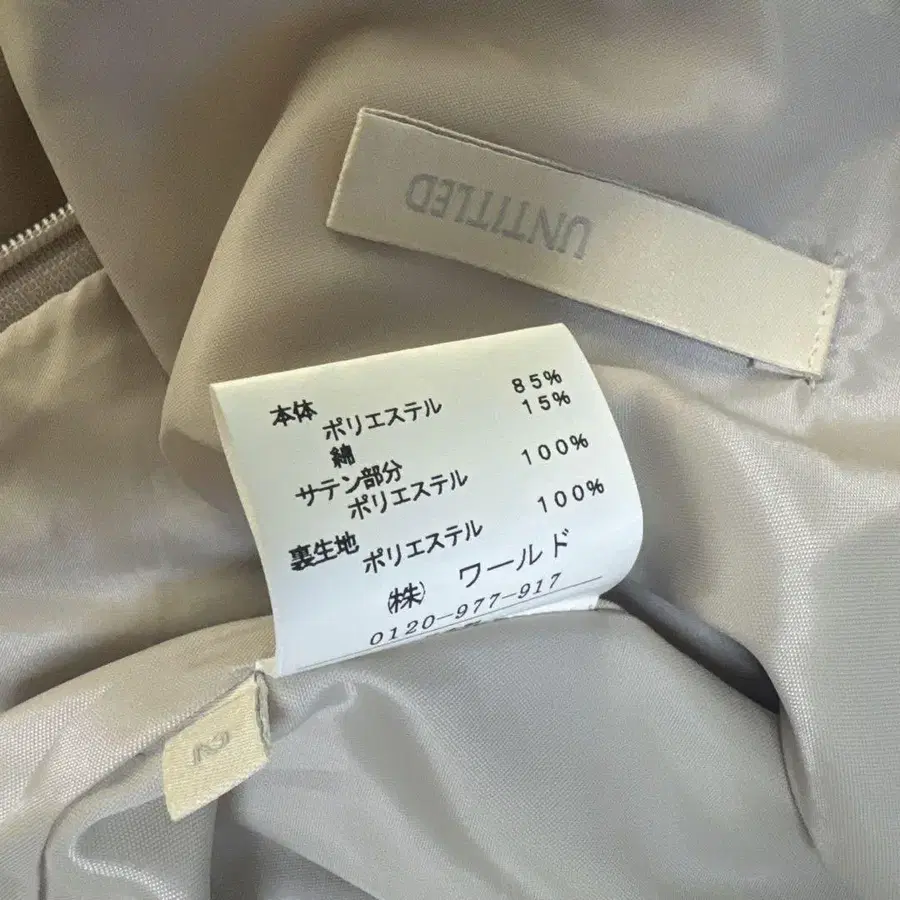 UNTITLED
本体
ポリエステル 85%
綿 15%
サテン部分
ポリエステル 100%
裏生地
ポリエステル 100%
㈱ ワールド
0120-977-917
2